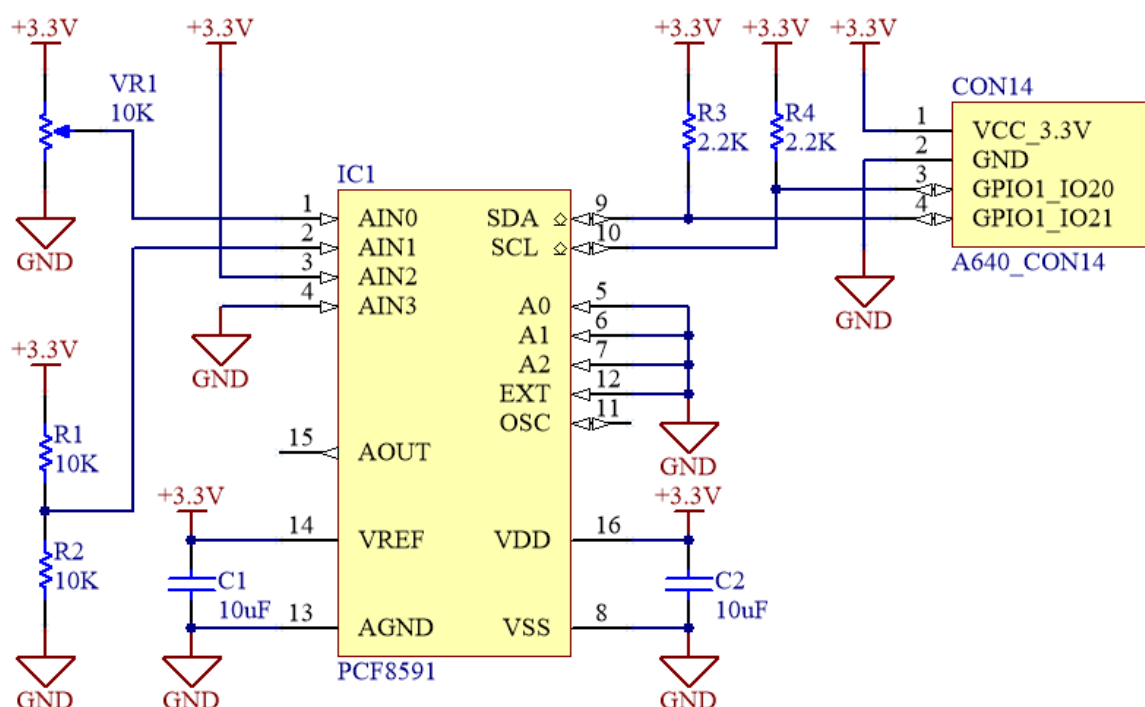 +3.3V
+3.3V
+3.3V
+3.3V
+3.3V
VR1
10K
GND
CON14
1 VCC_3.3V
2 GND
3 GPIO1_IO20
4 GPIO1_IO21
A640_CON14
GND
R3
2.2K
R4
2.2K
IC1
1 AIN0
2 AIN1
3 AIN2
4 AIN3
GND
SDA 9
SCL 10
A0 5
A1 6
A2 7
EXT 12
OSC 11
GND
15 AOUT
+3.3V
R1
10K
R2
10K
GND
+3.3V
14 VREF
C1
10uF
13 AGND
GND
+3.3V
VDD 16
C2
10uF
VSS 8
GND
PCF8591